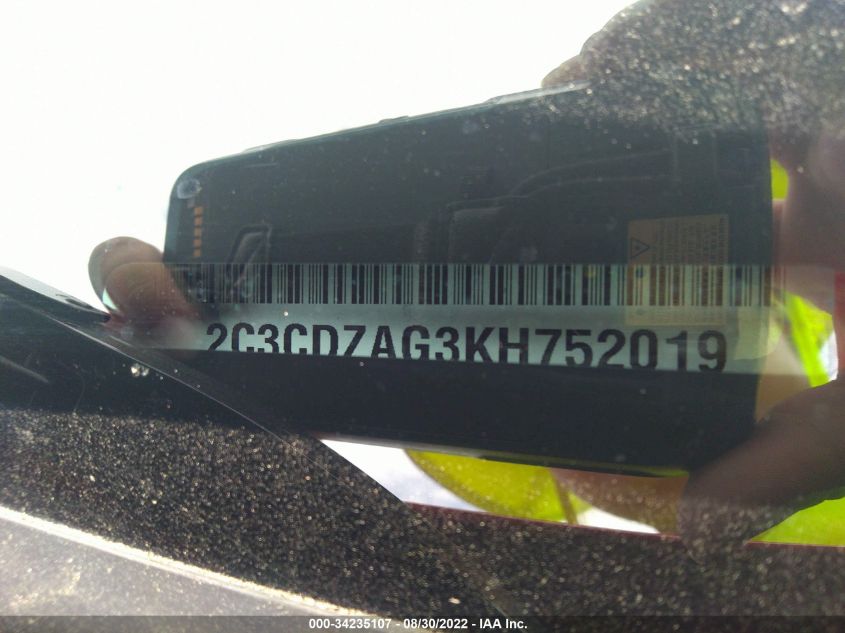 2C3CDZAG3KH752019
000-34235107 - 08/30/2022 - IAA Inc.